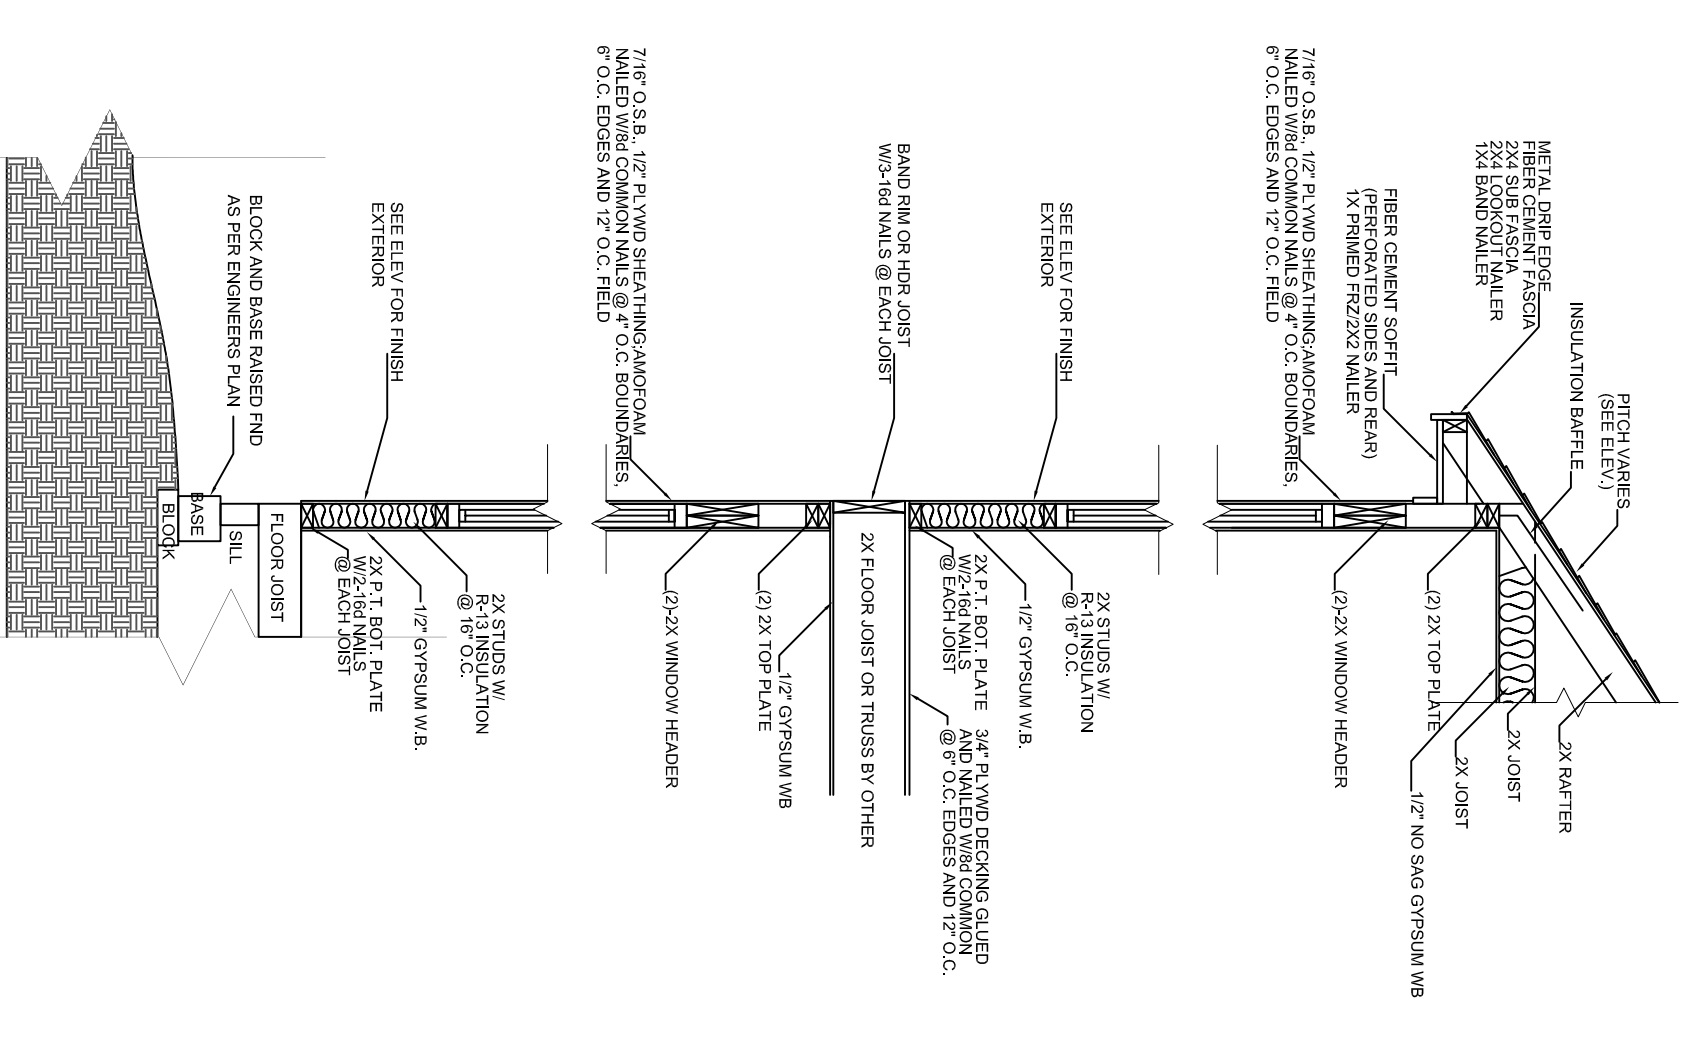 PITCH VARIES
(SEE ELEV.)
INSULATION BAFFLE
METAL DRIP EDGE
FIBER CEMENT FASCIA
2X4 SUB FASCIA
2X4 LOOKOUT NAILER
1X4 BAND NAILER
FIBER CEMENT SOFFIT
(PERFORATED SIDES AND REAR)
1X PRIMED FRZ/2X2 NAILER
7/16" O.S.B., 1/2" PLYWD SHEATHING;AMOFOAM
NAILED W/8d COMMON NAILS @ 4" O.C. BOUNDARIES,
6" O.C. EDGES AND 12" O.C. FIELD
2X RAFTER
2X JOIST
2X JOIST
1/2" NO SAG GYPSUM WB
(2) 2X TOP PLATE
(2)-2X WINDOW HEADER
SEE ELEV FOR FINISH
EXTERIOR
2X STUDS W/
R-13 INSULATION
@ 16" O.C.
1/2" GYPSUM W.B.
2X P.T. BOT. PLATE
W/2-16d NAILS
@ EACH JOIST
3/4" PLYWD DECKING GLUED
AND NAILED W/8d COMMON
@ 6" O.C. EDGES AND 12" O.C.
BAND RIM OR HDR JOIST
W/3-16d NAILS @ EACH JOIST
2X FLOOR JOIST OR TRUSS BY OTHER
1/2" GYPSUM WB
(2) 2X TOP PLATE
(2)-2X WINDOW HEADER
7/16" O.S.B., 1/2" PLYWD SHEATHING;AMOFOAM
NAILED W/8d COMMON NAILS @ 4" O.C. BOUNDARIES,
6" O.C. EDGES AND 12" O.C. FIELD
SEE ELEV FOR FINISH
EXTERIOR
2X STUDS W/
R-13 INSULATION
@ 16" O.C.
1/2" GYPSUM W.B.
2X P.T. BOT. PLATE
W/2-16d NAILS
@ EACH JOIST
FLOOR JOIST
SILL
BLOCK AND BASE RAISED FND
AS PER ENGINEERS PLAN
BASE
BLOCK